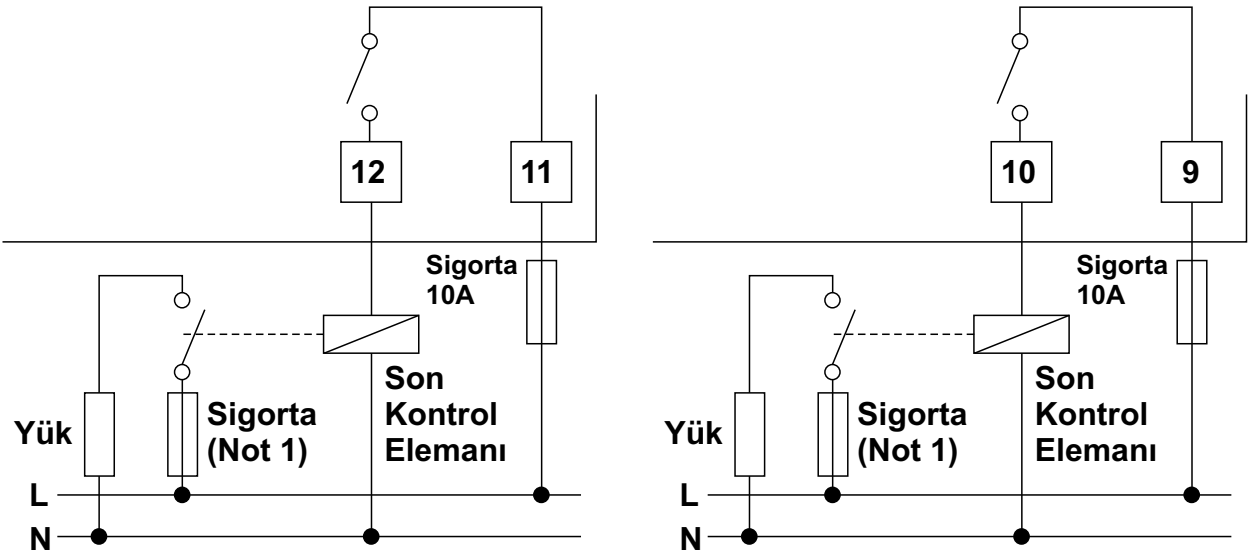 12
11
Sigorta
10A
Son
Kontrol
Elemanı
Yük
Sigorta
(Not 1)
L
N
10
9
Sigorta
10A
Son
Kontrol
Elemanı
Yük
Sigorta
(Not 1)
L
N